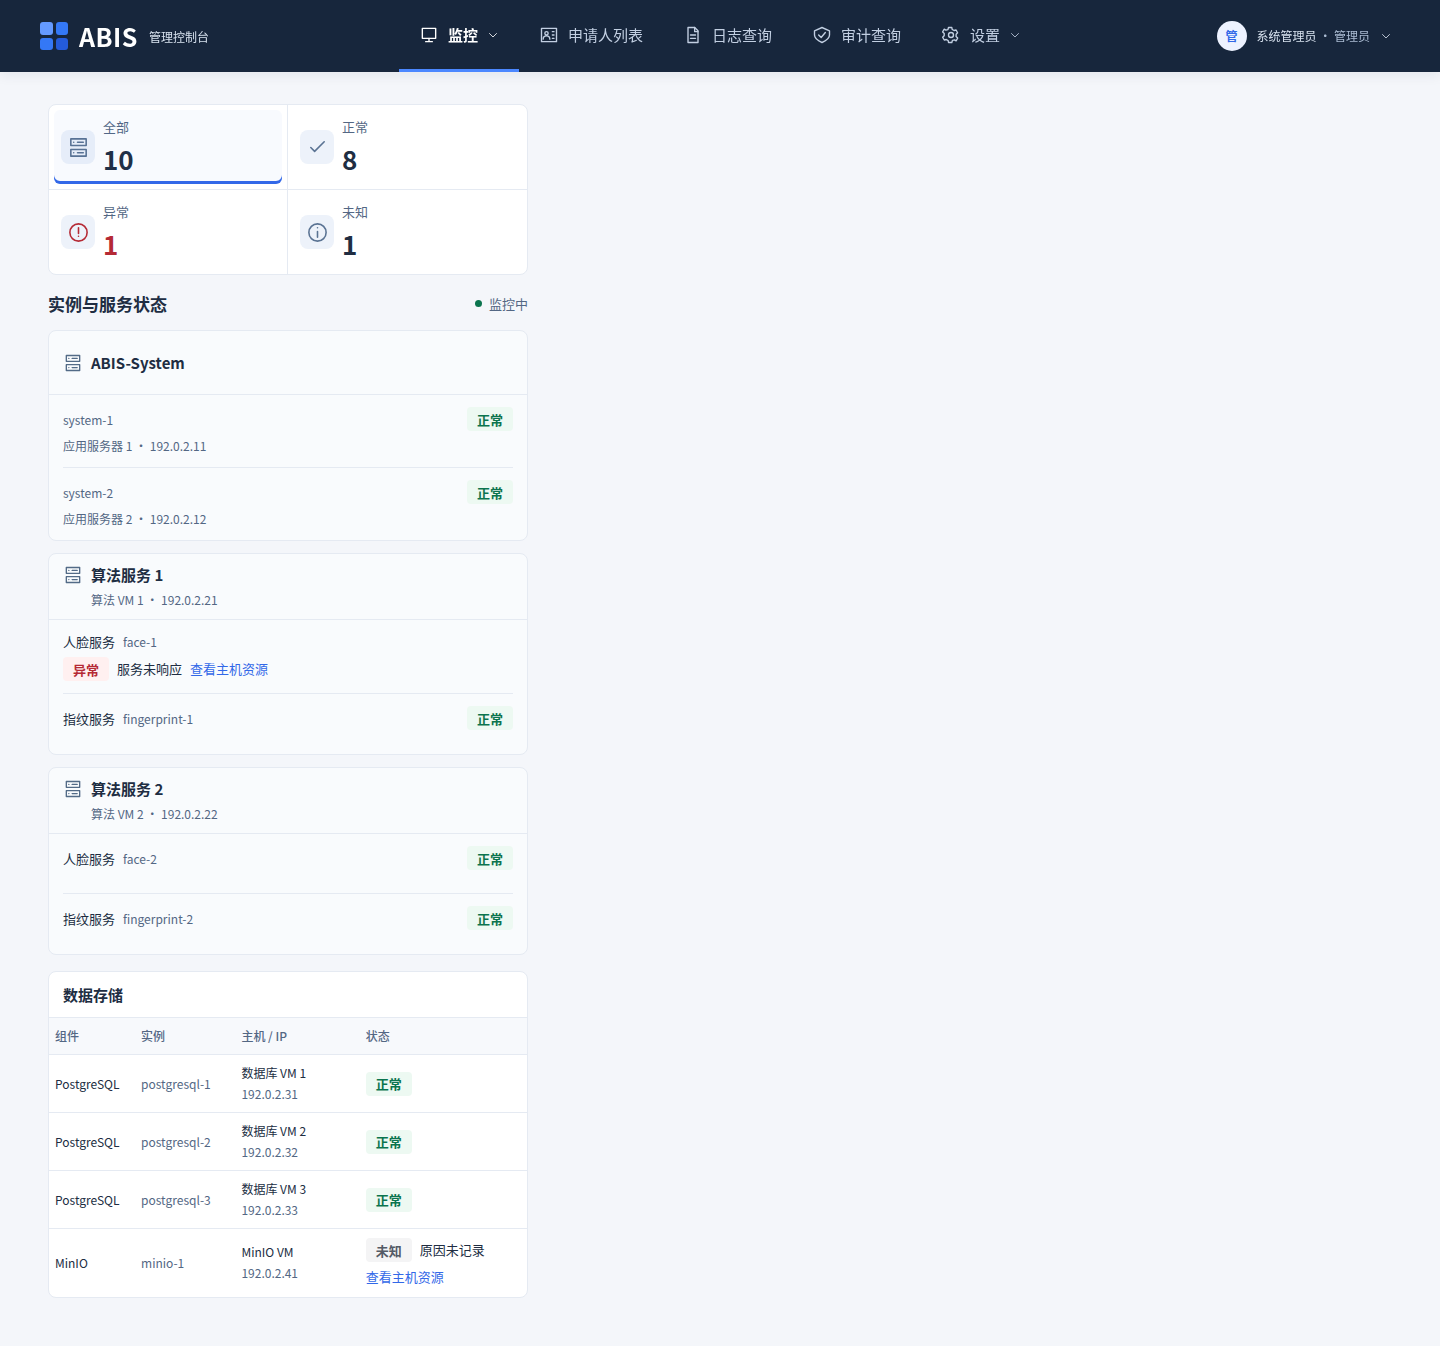 ABIS 管理控制台 监控 申请人列表 日志查询 审计查询 设置 管 系统管理员 · 管理员
全部
10
正常
8
异常
1
未知
1
实例与服务状态 监控中
ABIS-System
system-1 正常
应用服务器 1 · 192.0.2.11
system-2 正常
应用服务器 2 · 192.0.2.12
算法服务 1
算法 VM 1 · 192.0.2.21
人脸服务 face-1
异常 服务未响应 查看主机资源
指纹服务 fingerprint-1 正常
算法服务 2
算法 VM 2 · 192.0.2.22
人脸服务 face-2 正常
指纹服务 fingerprint-2 正常
数据存储
组件 实例 主机 / IP 状态
PostgreSQL postgresql-1 数据库 VM 1 192.0.2.31 正常
PostgreSQL postgresql-2 数据库 VM 2 192.0.2.32 正常
PostgreSQL postgresql-3 数据库 VM 3 192.0.2.33 正常
MinIO minio-1 MinIO VM 192.0.2.41 未知 原因未记录
查看主机资源